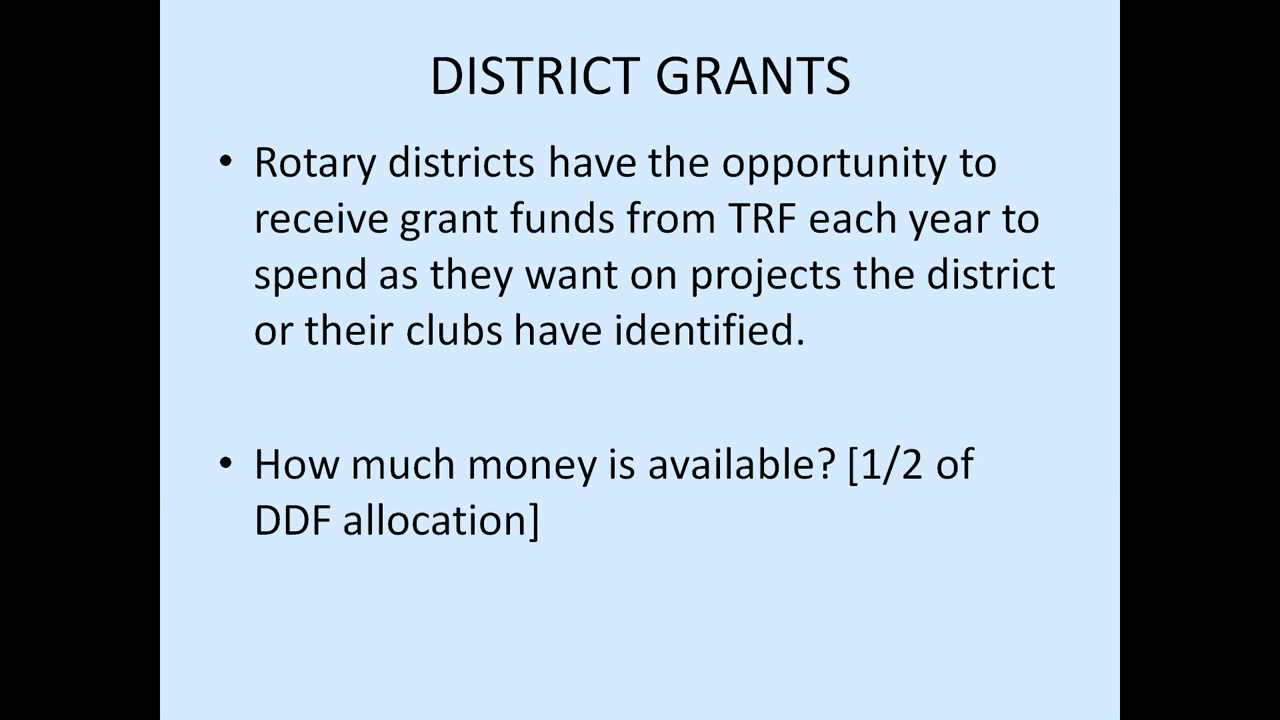 DISTRICT GRANTS
• Rotary districts have the opportunity to
receive grant funds from TRF each year to
spend as they want on projects the district
or their clubs have identified.
• How much money is available? [1/2 of
DDF allocation]